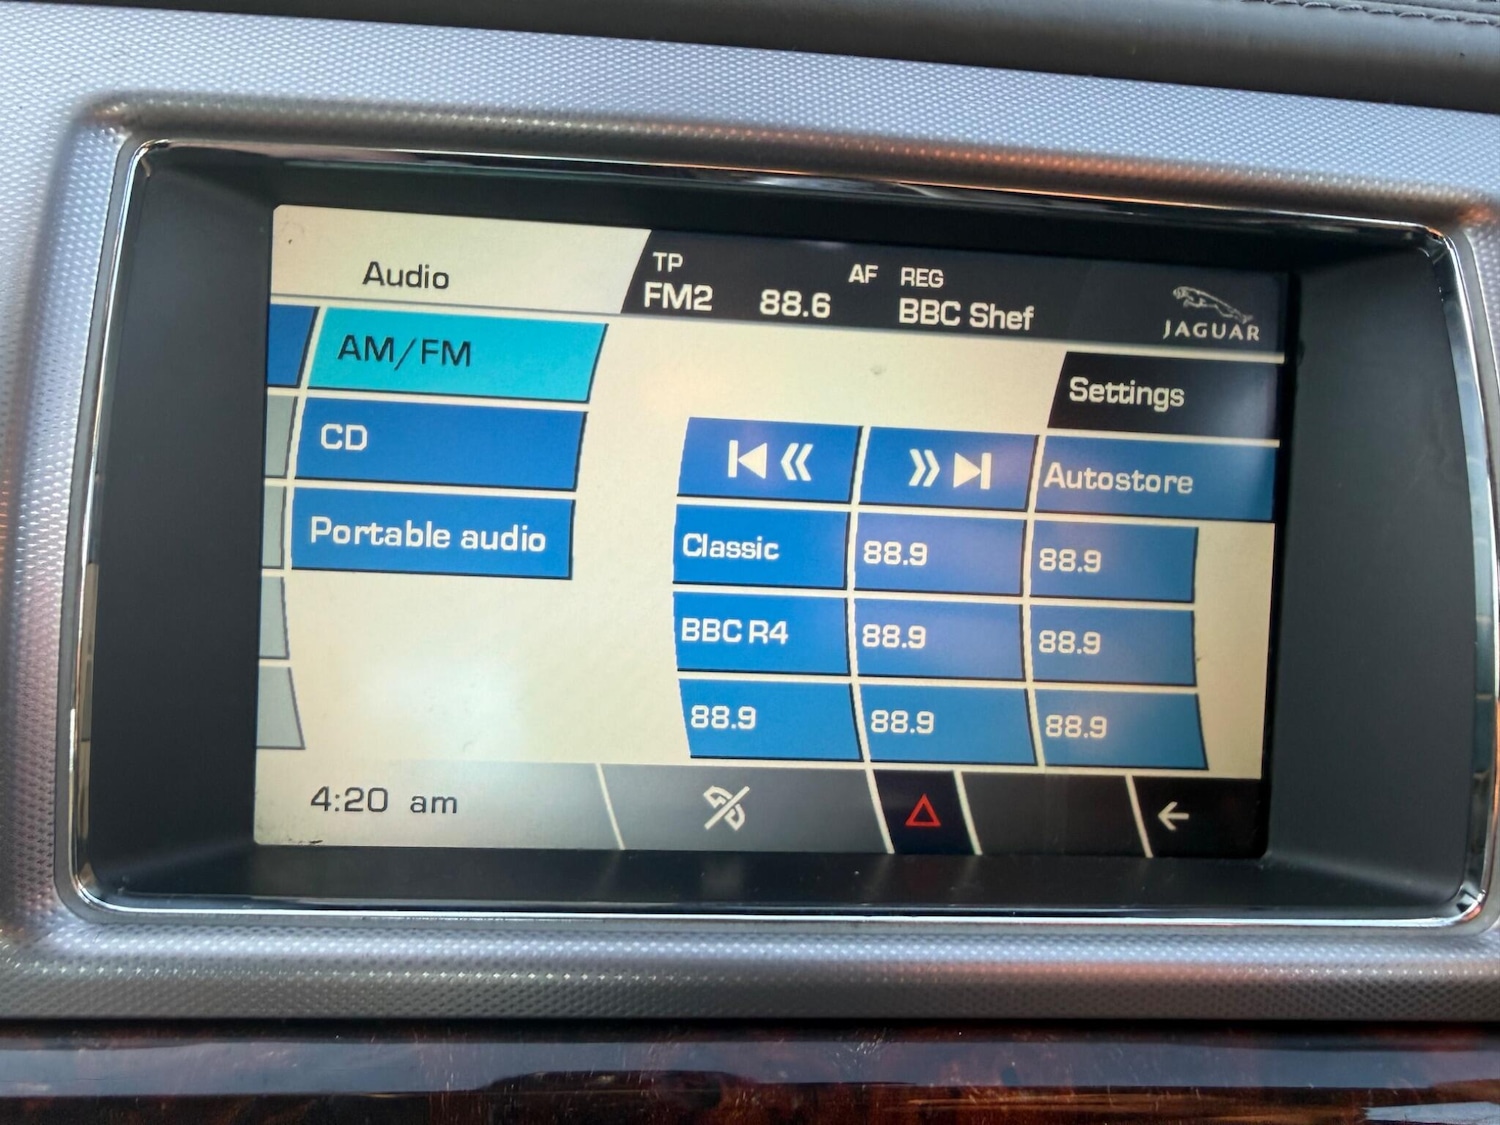 Audio
TP
AF REG
FM2 88.6 BBC Shef
JAGUAR
AM/FM
Settings
CD
Autostore
Portable audio
Classic 88.9 88.9
BBC R4 88.9 88.9
88.9 88.9 88.9
4:20 am